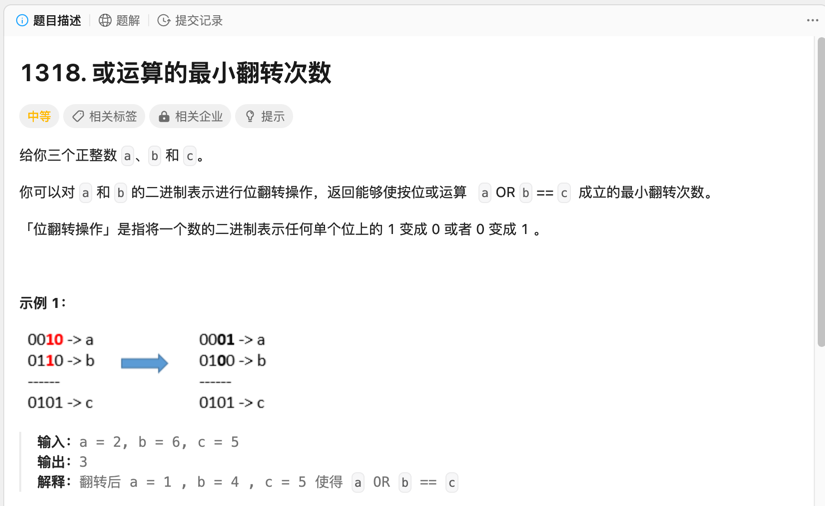 题目描述 题解 提交记录
1318. 或运算的最小翻转次数
中等 相关标签 相关企业 提示
给你三个正整数 a、b 和 c。
你可以对 a 和 b 的二进制表示进行位翻转操作，返回能够使按位或运算 a OR b == c 成立的最小翻转次数。
「位翻转操作」是指将一个数的二进制表示任何单个位上的 1 变成 0 或者 0 变成 1 。
示例 1：
0010 -> a 0001 -> a
0110 -> b 0100 -> b
------ ------
0101 -> c 0101 -> c
输入：a = 2, b = 6, c = 5
输出：3
解释：翻转后 a = 1 , b = 4 , c = 5 使得 a OR b == c